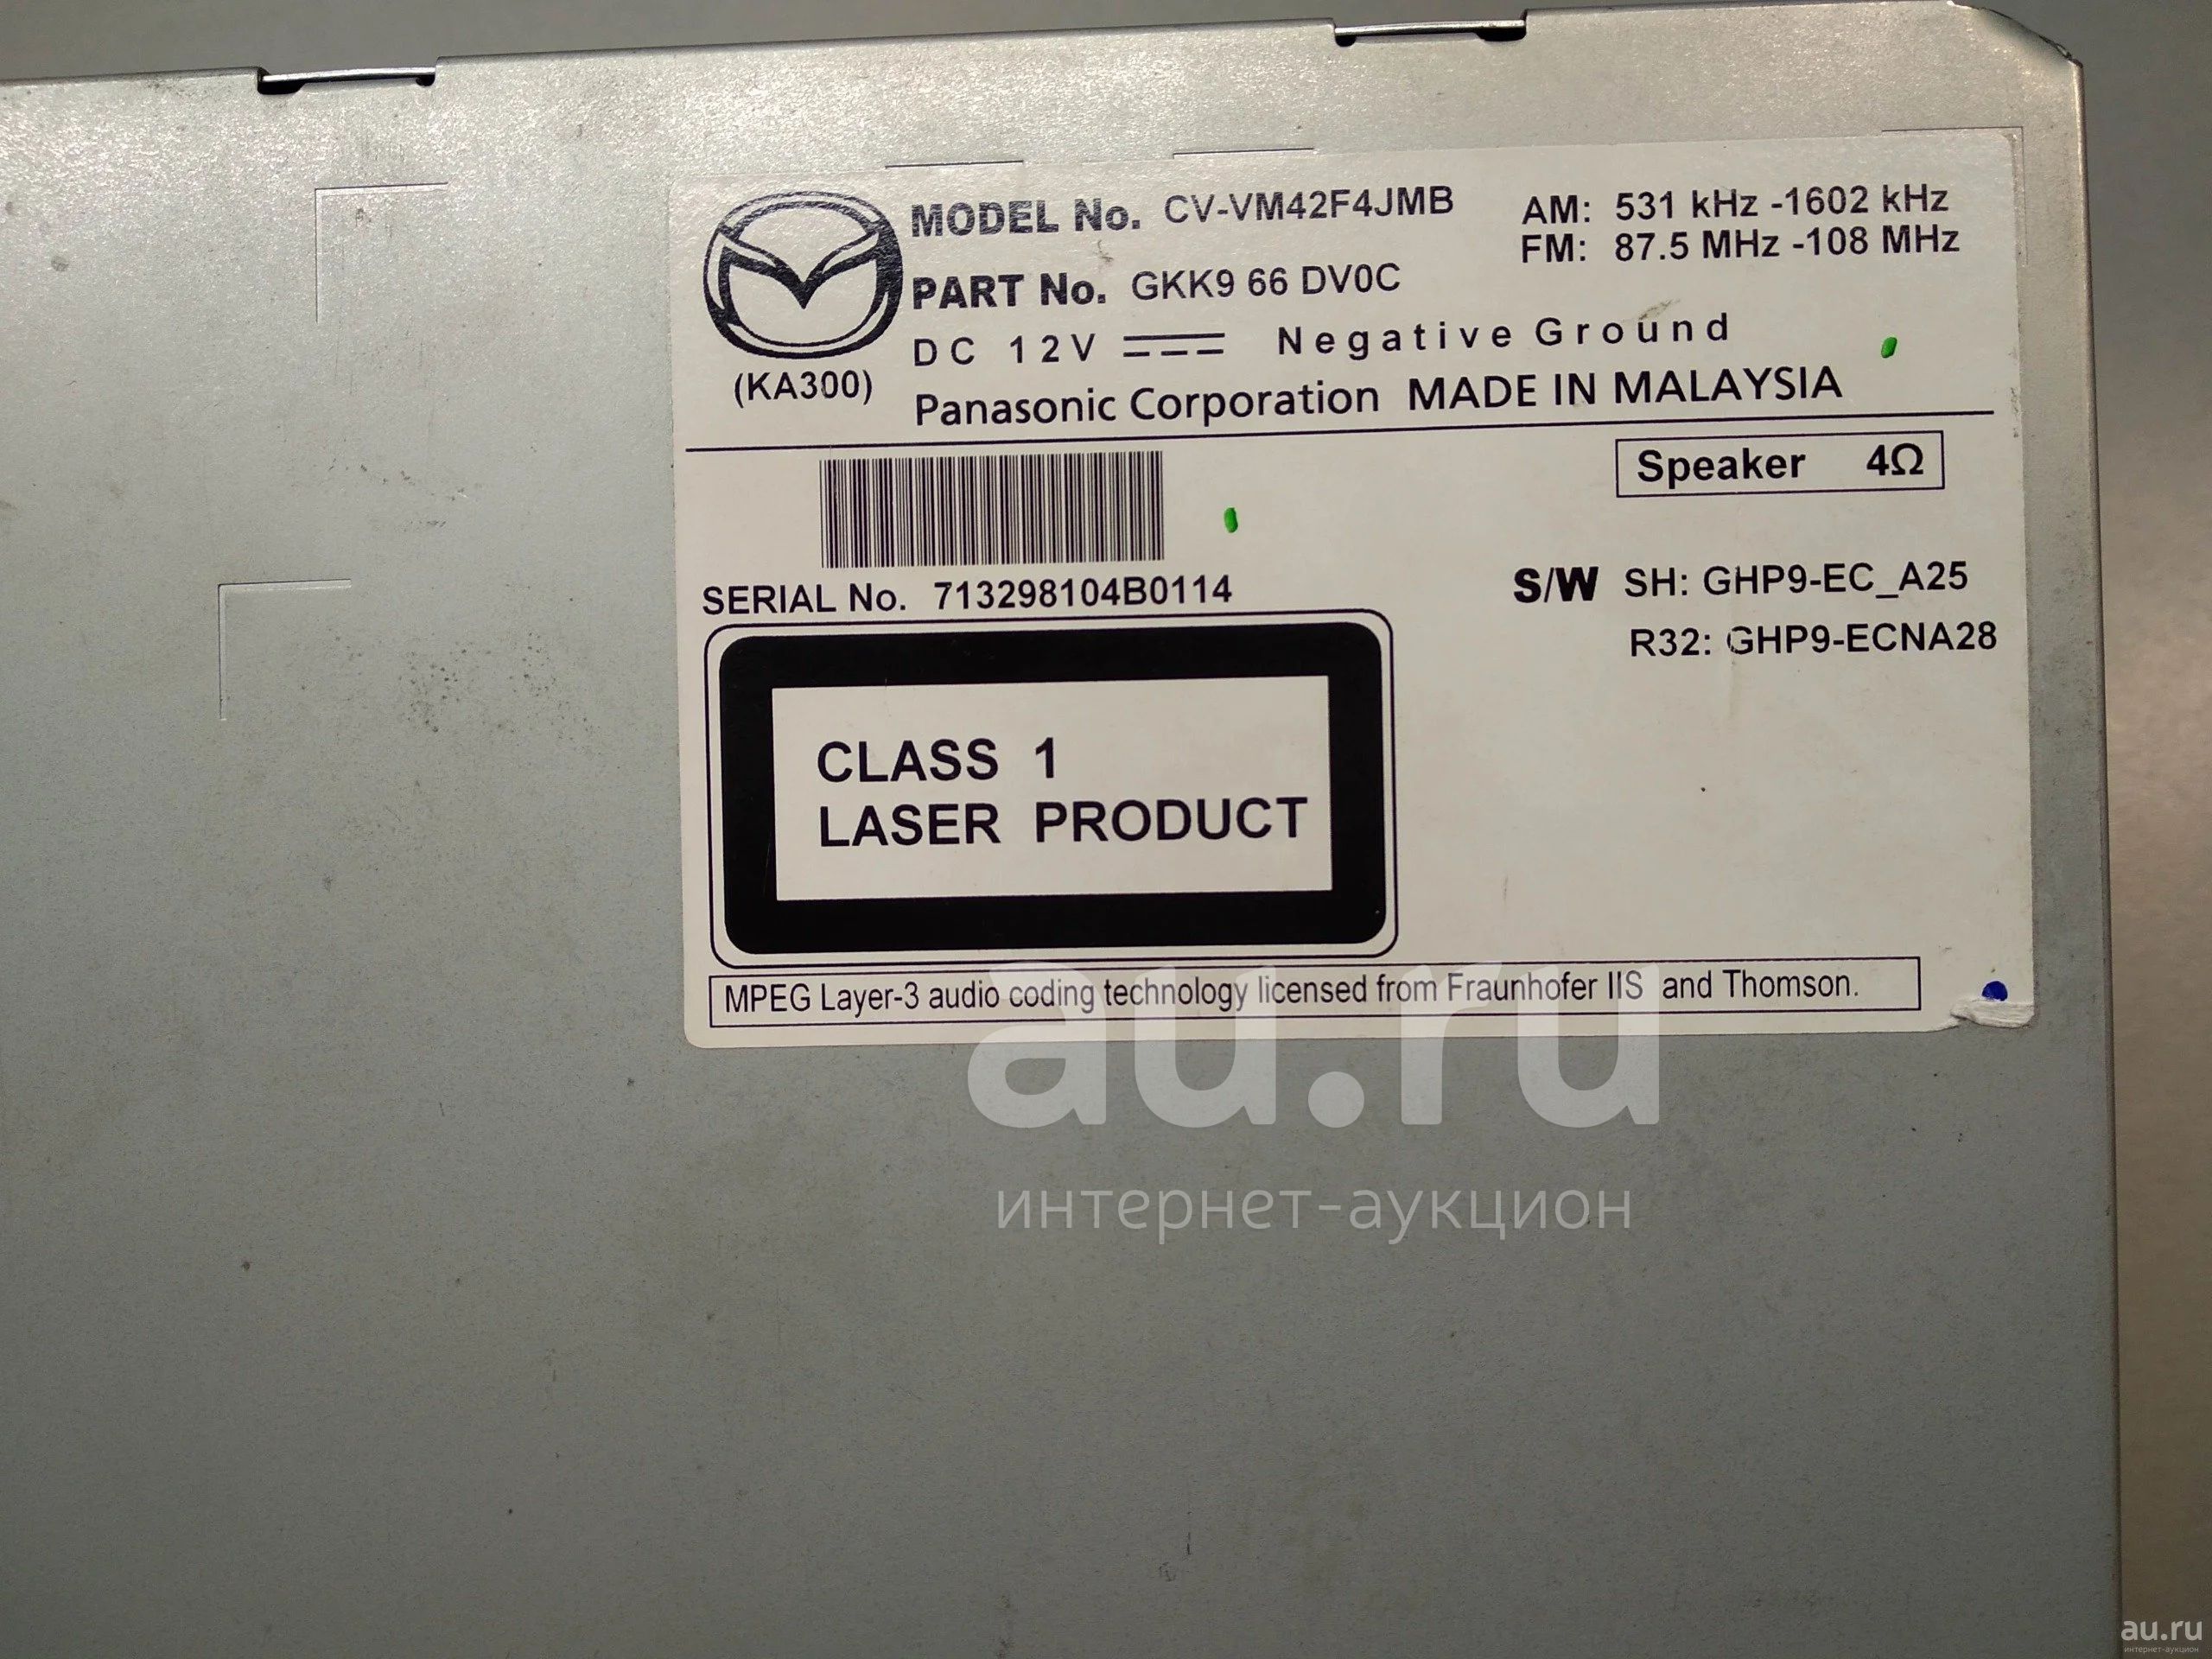 MODEL No. CV-VM42F4JMB
AM: 531 kHz -1602 kHz
FM: 87.5 MHz -108 MHz
PART No. GKK9 66 DV0C
DC 12V Negative Ground
(KA300)
Panasonic Corporation MADE IN MALAYSIA
Speaker 4Ω
SERIAL No. 713298104B0114
S/W SH: GHP9-EC_A25
R32: GHP9-ECNA28
CLASS 1
LASER PRODUCT
MPEG Layer-3 audio coding technology licensed from Fraunhofer IIS and Thomson.
au.ru
интернет-аукцион
au.ru
интернет-аукцион